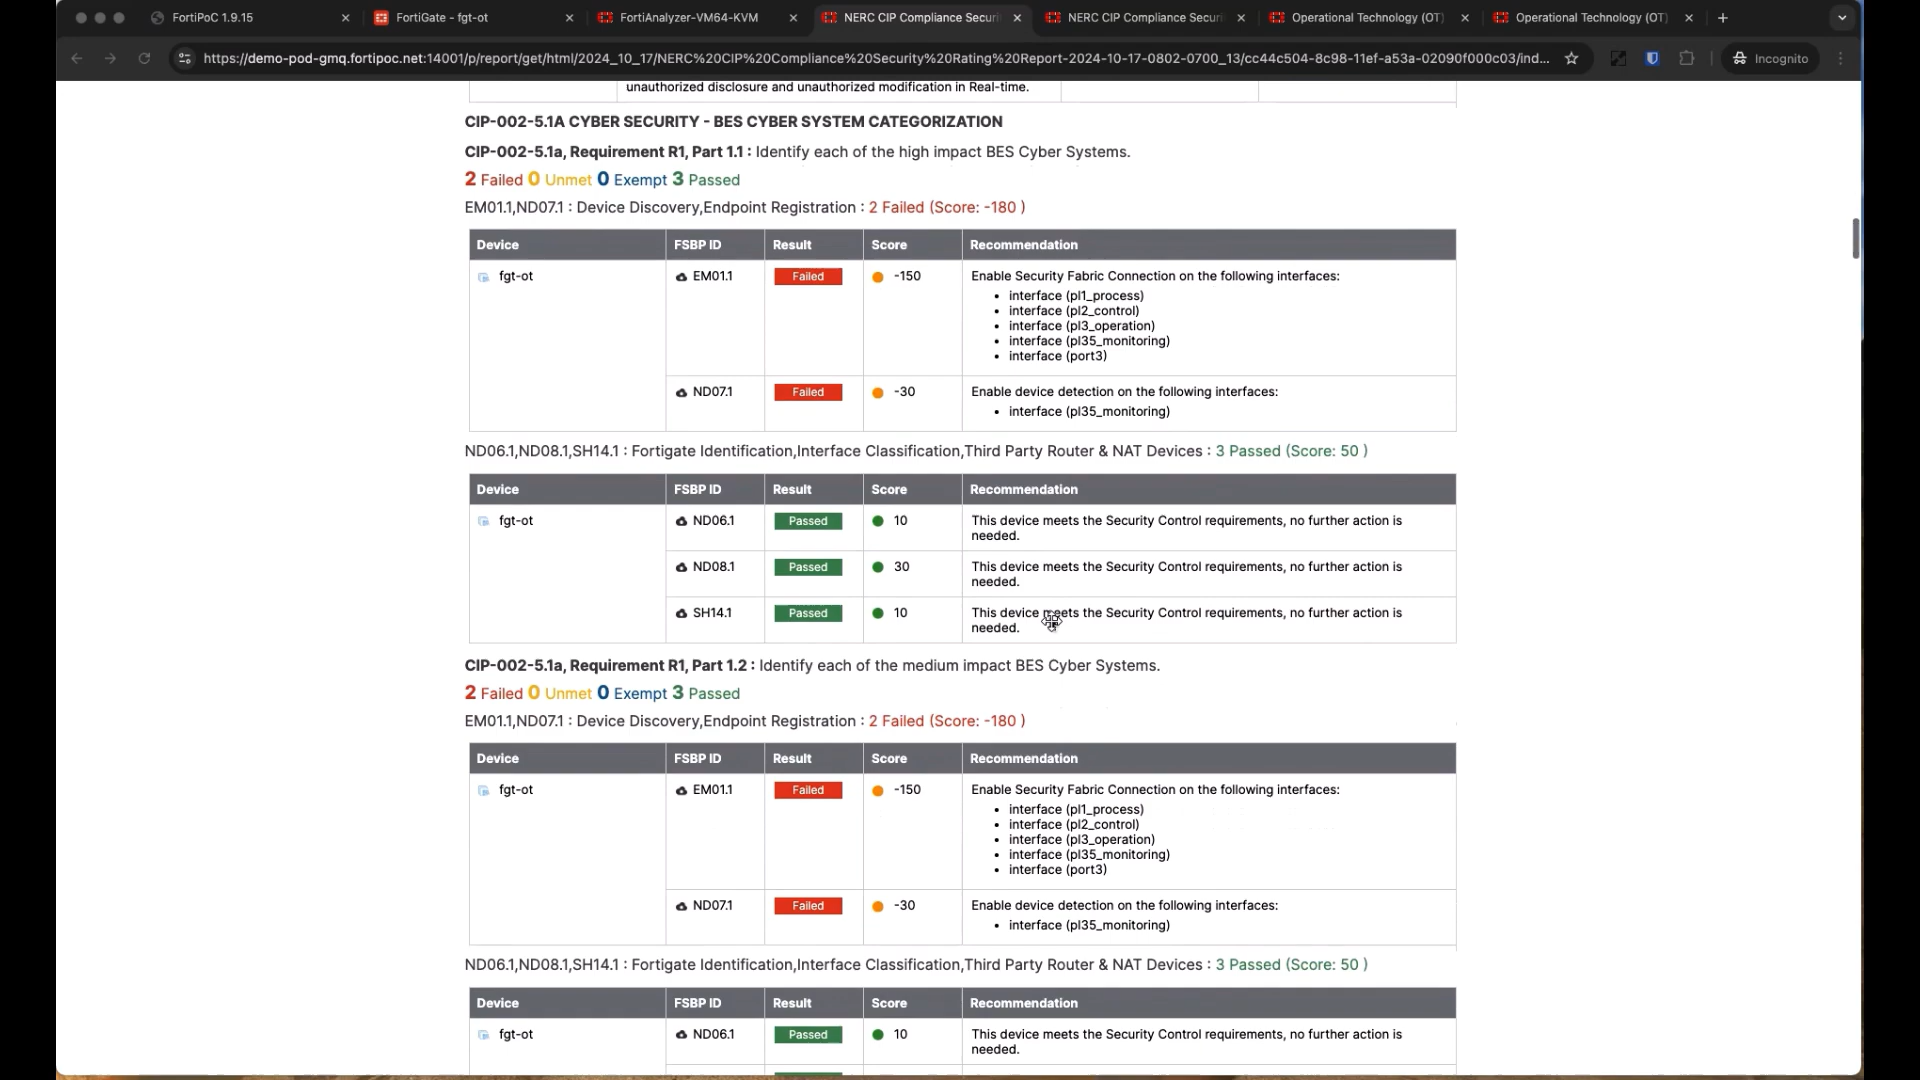 FortiPoC 1.9.15
FortiGate - fgt-ot
FortiAnalyzer-VM64-KVM
NERC CIP Compliance Securi
NERC CIP Compliance Securi
Operational Technology (OT)
Operational Technology (OT)
https://demo-pod-gmq.fortipoc.net:14001/p/report/get/html/2024_10_17/NERC%20CIP%20Compliance%20Security%20Rating%20Report-2024-10-17-0802-0700_13/cc44c504-8c98-11ef-a53a-02090f000c03/ind...
Incognito
unauthorized disclosure and unauthorized modification in Real-time.
CIP-002-5.1A CYBER SECURITY - BES CYBER SYSTEM CATEGORIZATION
CIP-002-5.1a, Requirement R1, Part 1.1 : Identify each of the high impact BES Cyber Systems.
2 Failed 0 Unmet 0 Exempt 3 Passed
EM01.1,ND07.1 : Device Discovery,Endpoint Registration : 2 Failed (Score: -180 )
Device FSBP ID Result Score Recommendation
fgt-ot EM01.1 Failed -150 Enable Security Fabric Connection on the following interfaces:
• interface (pl1_process)
• interface (pl2_control)
• interface (pl3_operation)
• interface (pl35_monitoring)
• interface (port3)
ND07.1 Failed -30 Enable device detection on the following interfaces:
• interface (pl35_monitoring)
ND06.1,ND08.1,SH14.1 : Fortigate Identification,Interface Classification,Third Party Router & NAT Devices : 3 Passed (Score: 50 )
Device FSBP ID Result Score Recommendation
fgt-ot ND06.1 Passed 10 This device meets the Security Control requirements, no further action is
needed.
ND08.1 Passed 30 This device meets the Security Control requirements, no further action is
needed.
SH14.1 Passed 10 This device meets the Security Control requirements, no further action is
needed.
CIP-002-5.1a, Requirement R1, Part 1.2 : Identify each of the medium impact BES Cyber Systems.
2 Failed 0 Unmet 0 Exempt 3 Passed
EM01.1,ND07.1 : Device Discovery,Endpoint Registration : 2 Failed (Score: -180 )
Device FSBP ID Result Score Recommendation
fgt-ot EM01.1 Failed -150 Enable Security Fabric Connection on the following interfaces:
• interface (pl1_process)
• interface (pl2_control)
• interface (pl3_operation)
• interface (pl35_monitoring)
• interface (port3)
ND07.1 Failed -30 Enable device detection on the following interfaces:
• interface (pl35_monitoring)
ND06.1,ND08.1,SH14.1 : Fortigate Identification,Interface Classification,Third Party Router & NAT Devices : 3 Passed (Score: 50 )
Device FSBP ID Result Score Recommendation
fgt-ot ND06.1 Passed 10 This device meets the Security Control requirements, no further action is
needed.